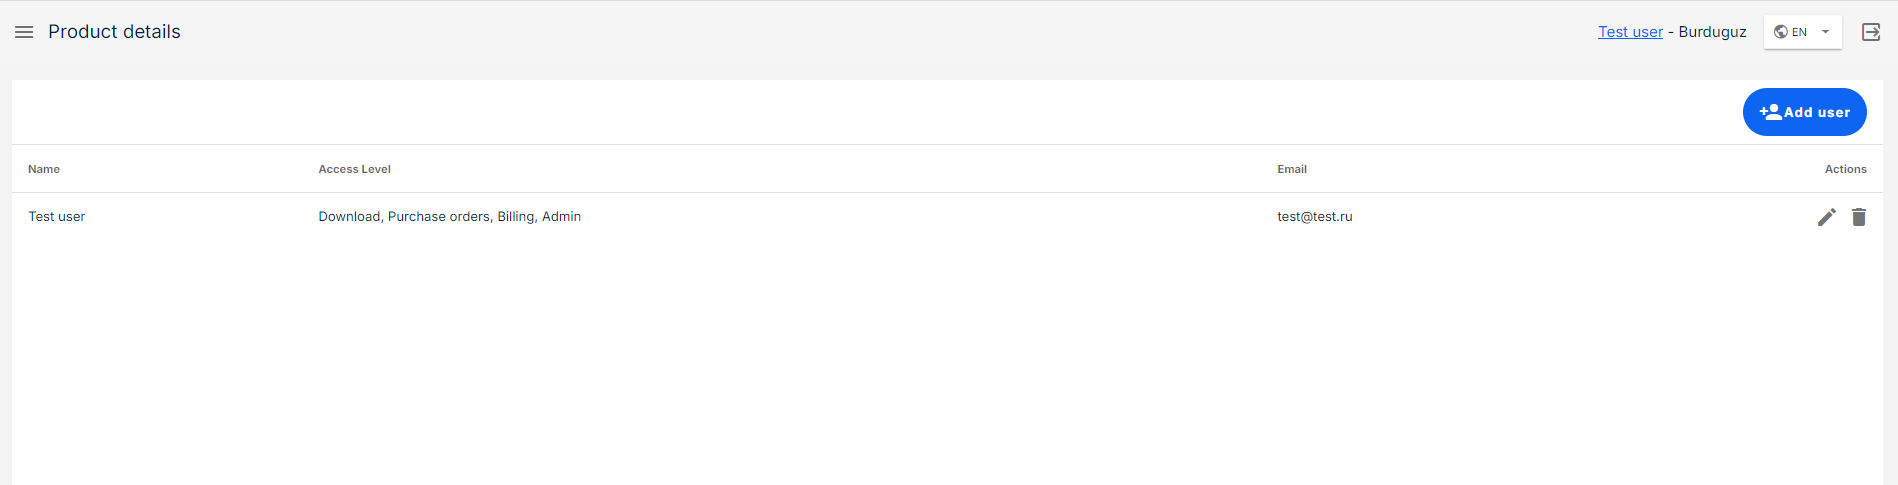 Product details
Test user - Burduguz
EN
Add user
Name Access Level Email Actions
Test user Download, Purchase orders, Billing, Admin test@test.ru